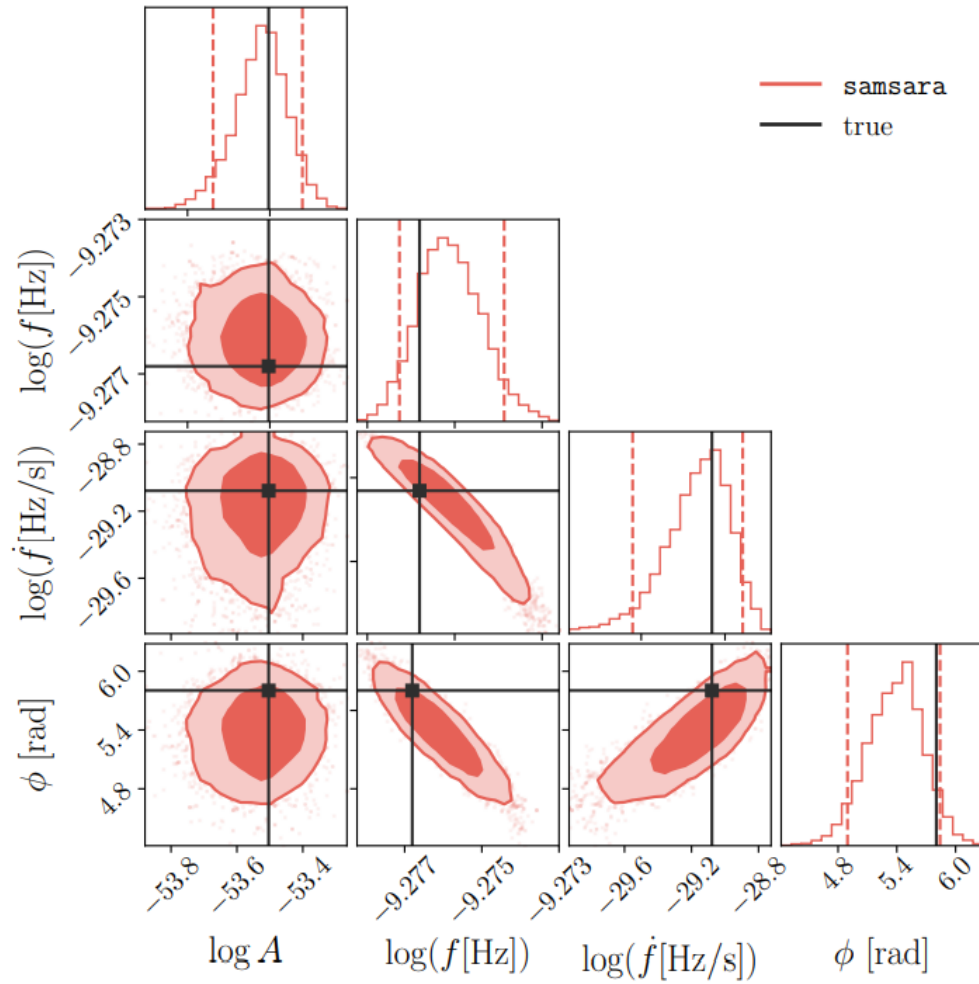 samsara
true
log(f[Hz])
−9.273
−9.275
−9.277
log(ḟ[Hz/s])
−28.8
−29.2
−29.6
ϕ [rad]
6.0
5.4
4.8
−53.8
−53.6
−53.4
−9.277
−9.275
−9.273
−29.6
−29.2
−28.8
4.8
5.4
6.0
log A
log(f[Hz])
log(ḟ[Hz/s])
ϕ [rad]